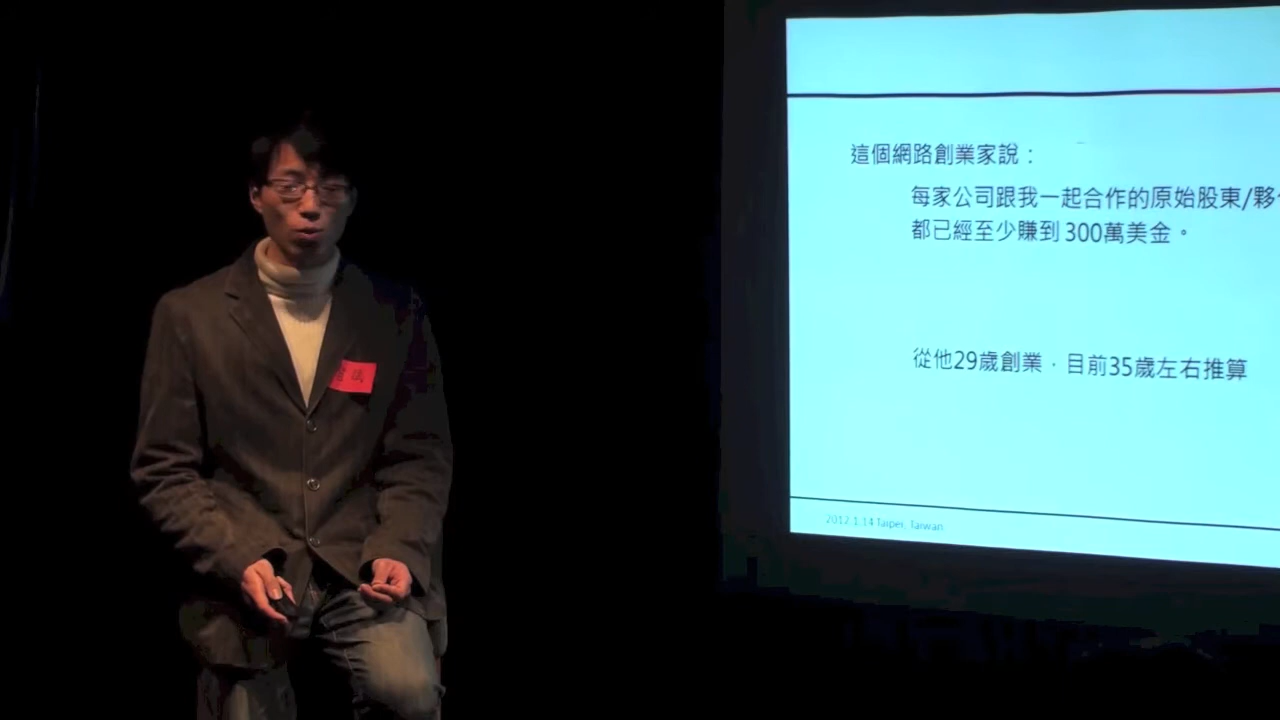 這個網路創業家說：
每家公司跟我一起合作的原始股東/夥
都已經至少賺到300萬美金。
從他29歲創業，目前35歲左右推算
2012.1.14 Taipei, Taiwan